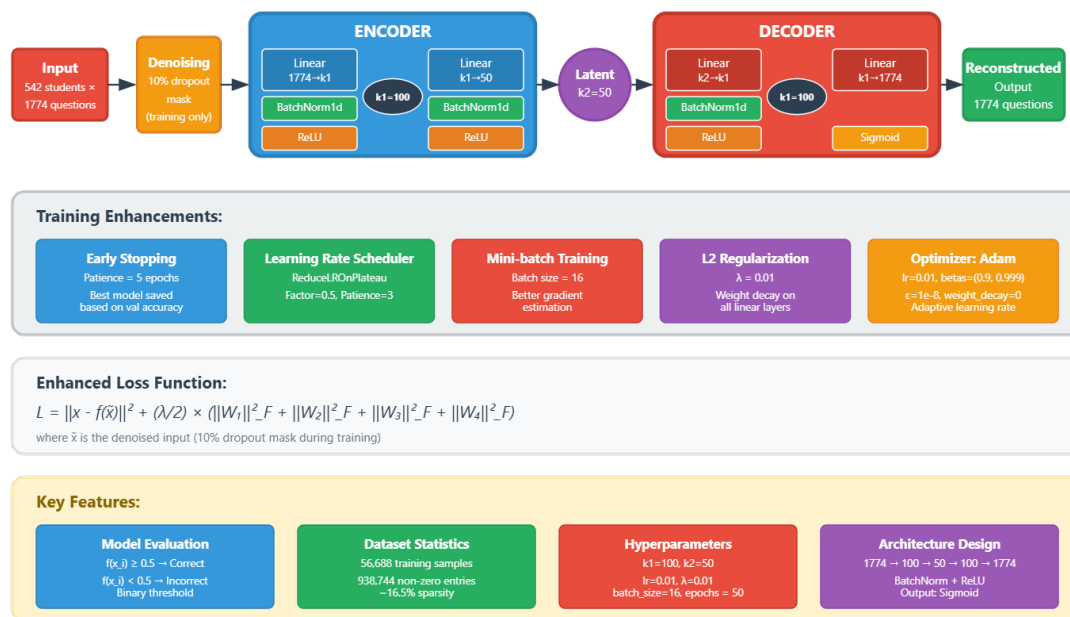 Input
542 students ×
1774 questions
Denoising
10% dropout
mask
(training only)
ENCODER
Linear
1774→k1
BatchNorm1d
ReLU
k1=100
Linear
k1→50
BatchNorm1d
ReLU
Latent
k2=50
DECODER
Linear
k2→k1
BatchNorm1d
ReLU
k1=100
Linear
k1→1774
Sigmoid
Reconstructed
Output
1774 questions
Training Enhancements:
Early Stopping
Patience = 5 epochs
Best model saved
based on val accuracy
Learning Rate Scheduler
ReduceLROnPlateau
Factor=0.5, Patience=3
Mini-batch Training
Batch size = 16
Better gradient
estimation
L2 Regularization
λ = 0.01
Weight decay on
all linear layers
Optimizer: Adam
lr=0.01, betas=(0.9, 0.999)
ε=1e-8, weight_decay=0
Adaptive learning rate
Enhanced Loss Function:
L = ||x - f(x̃)||² + (λ/2) × (||W₁||²_F + ||W₂||²_F + ||W₃||²_F + ||W₄||²_F)
where x̃ is the denoised input (10% dropout mask during training)
Key Features:
Model Evaluation
f(x_i) ≥ 0.5 → Correct
f(x_i) < 0.5 → Incorrect
Binary threshold
Dataset Statistics
56,688 training samples
938,744 non-zero entries
~16.5% sparsity
Hyperparameters
k1=100, k2=50
lr=0.01, λ=0.01
batch_size=16, epochs = 50
Architecture Design
1774 → 100 → 50 → 100 → 1774
BatchNorm + ReLU
Output: Sigmoid